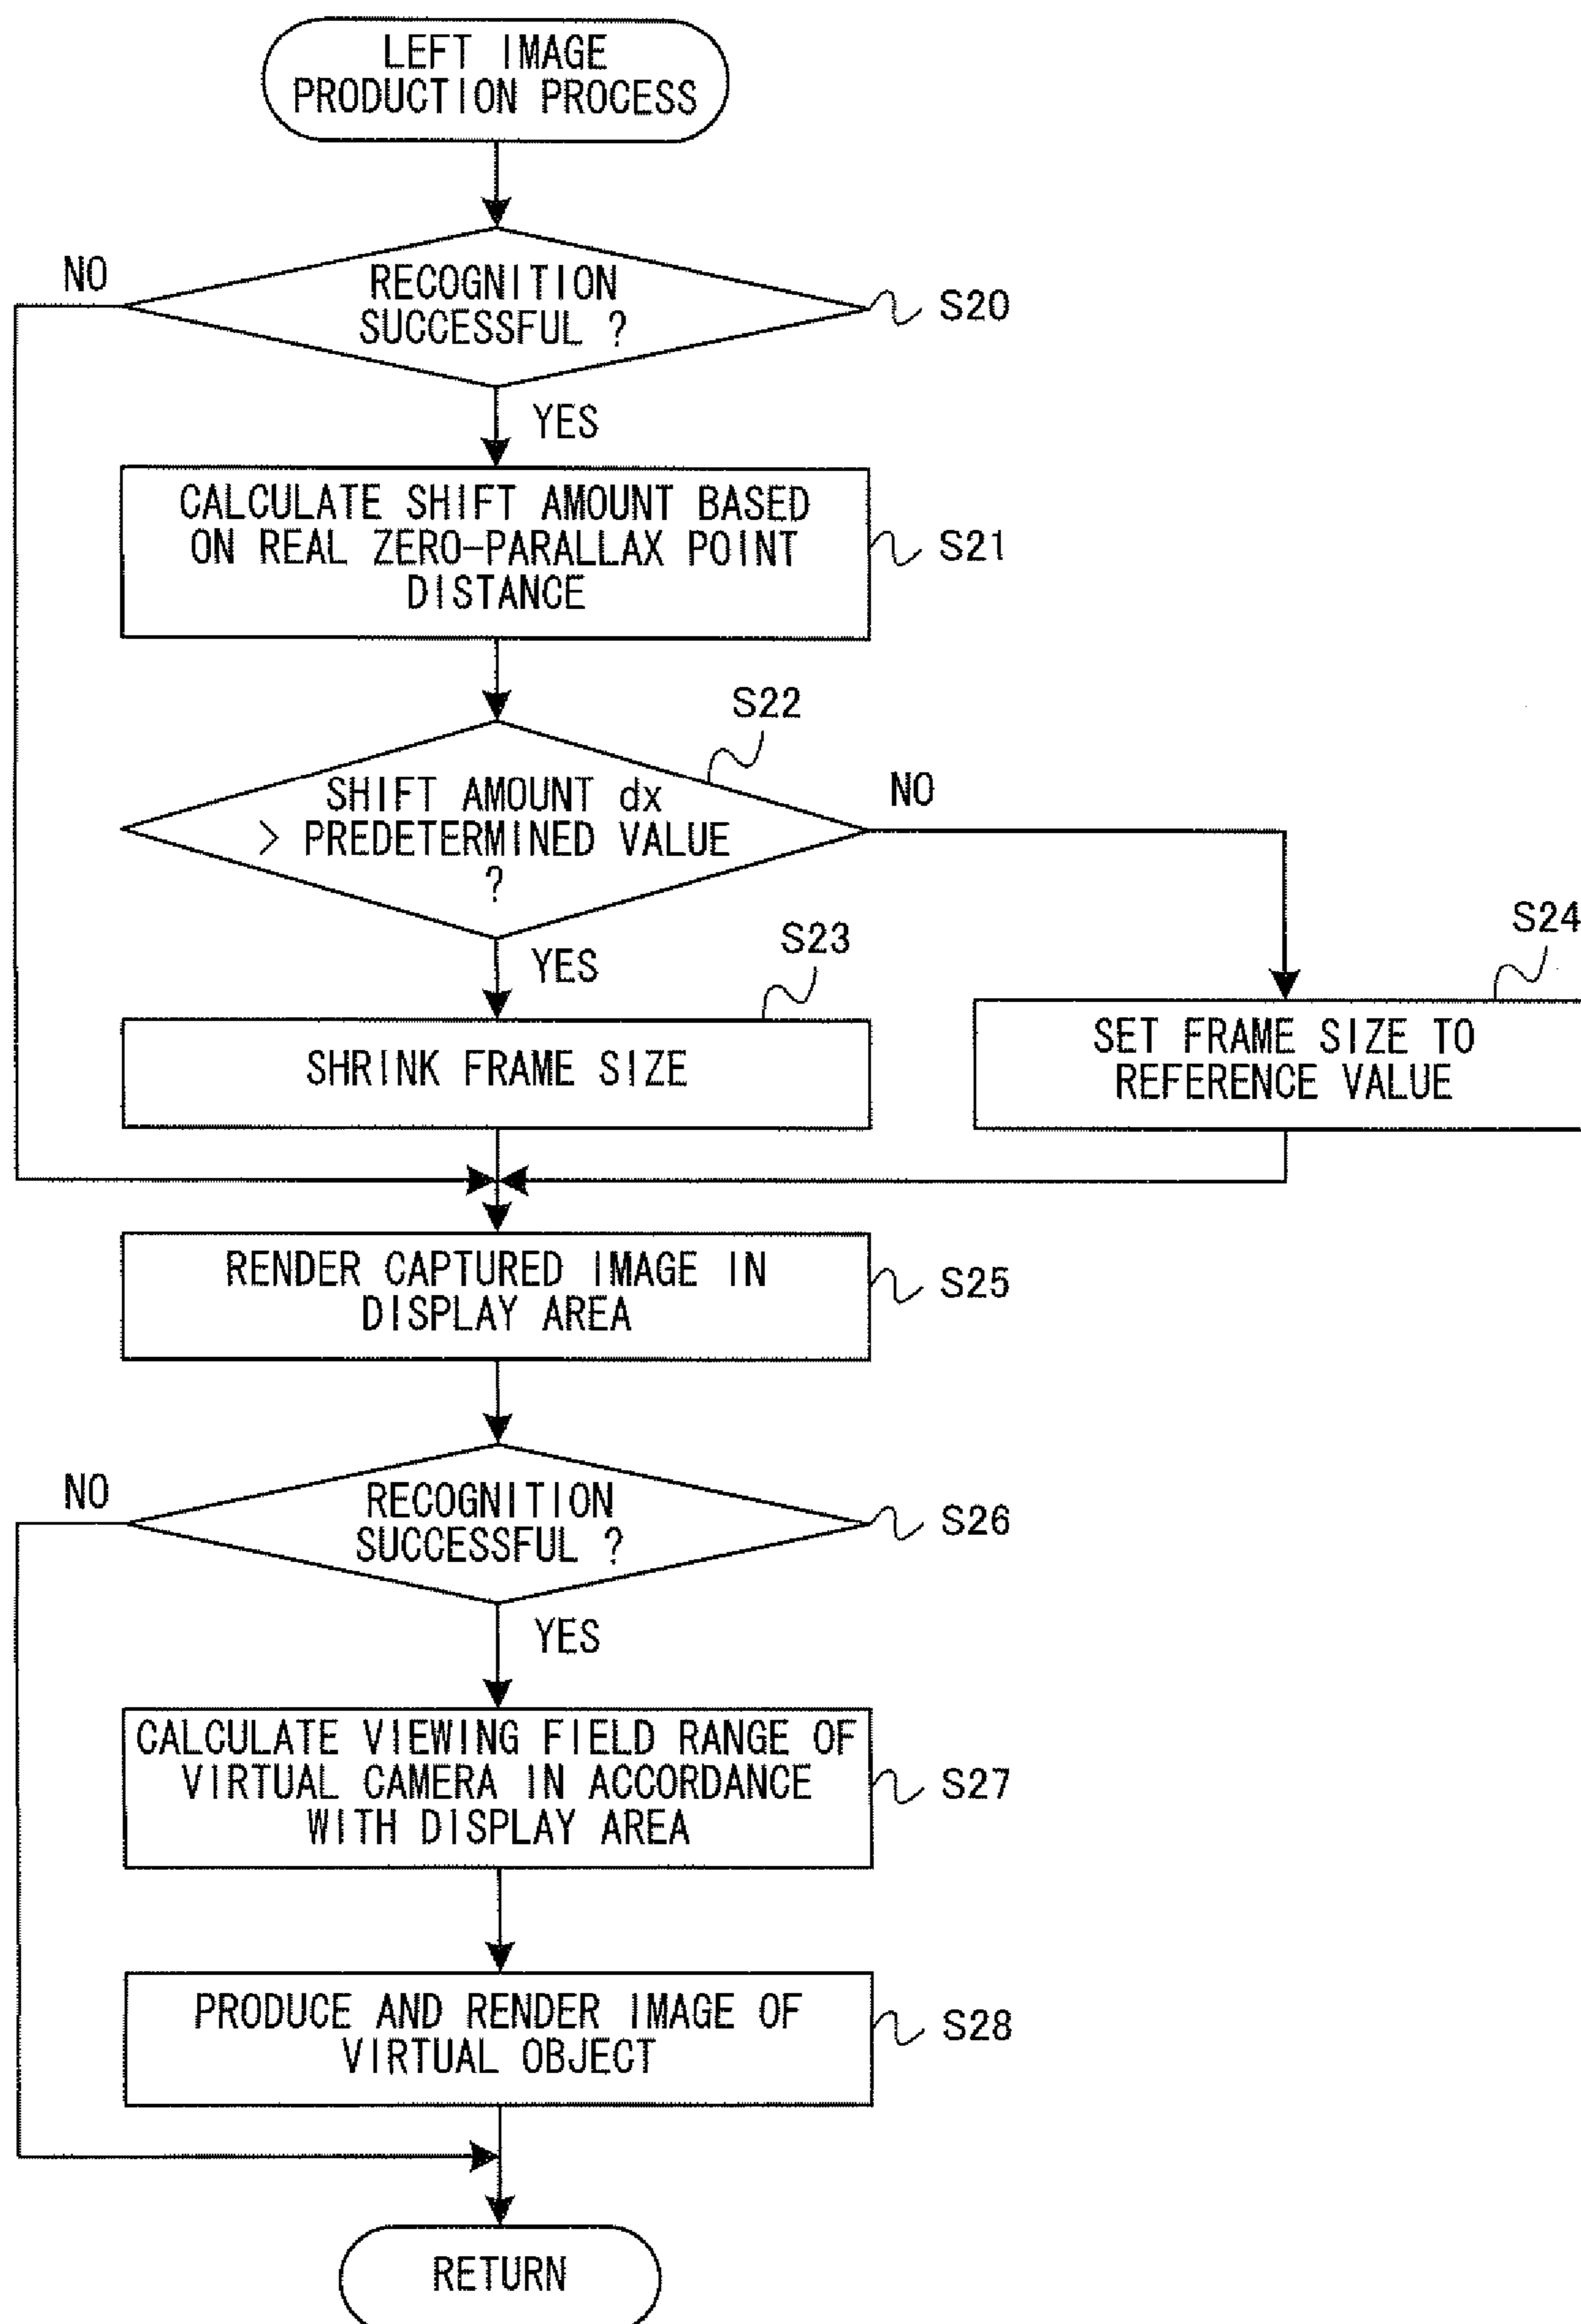 LEFT IMAGE
PRODUCTION PROCESS
NO
RECOGNITION
SUCCESSFUL ?
S20
YES
CALCULATE SHIFT AMOUNT BASED
ON REAL ZERO-PARALLAX POINT
DISTANCE
S21
S22
SHIFT AMOUNT dx
> PREDETERMINED VALUE
?
NO
YES
S23
S24
SHRINK FRAME SIZE
SET FRAME SIZE TO
REFERENCE VALUE
RENDER CAPTURED IMAGE IN
DISPLAY AREA
S25
NO
RECOGNITION
SUCCESSFUL ?
S26
YES
CALCULATE VIEWING FIELD RANGE OF
VIRTUAL CAMERA IN ACCORDANCE
WITH DISPLAY AREA
S27
PRODUCE AND RENDER IMAGE OF
VIRTUAL OBJECT
S28
RETURN